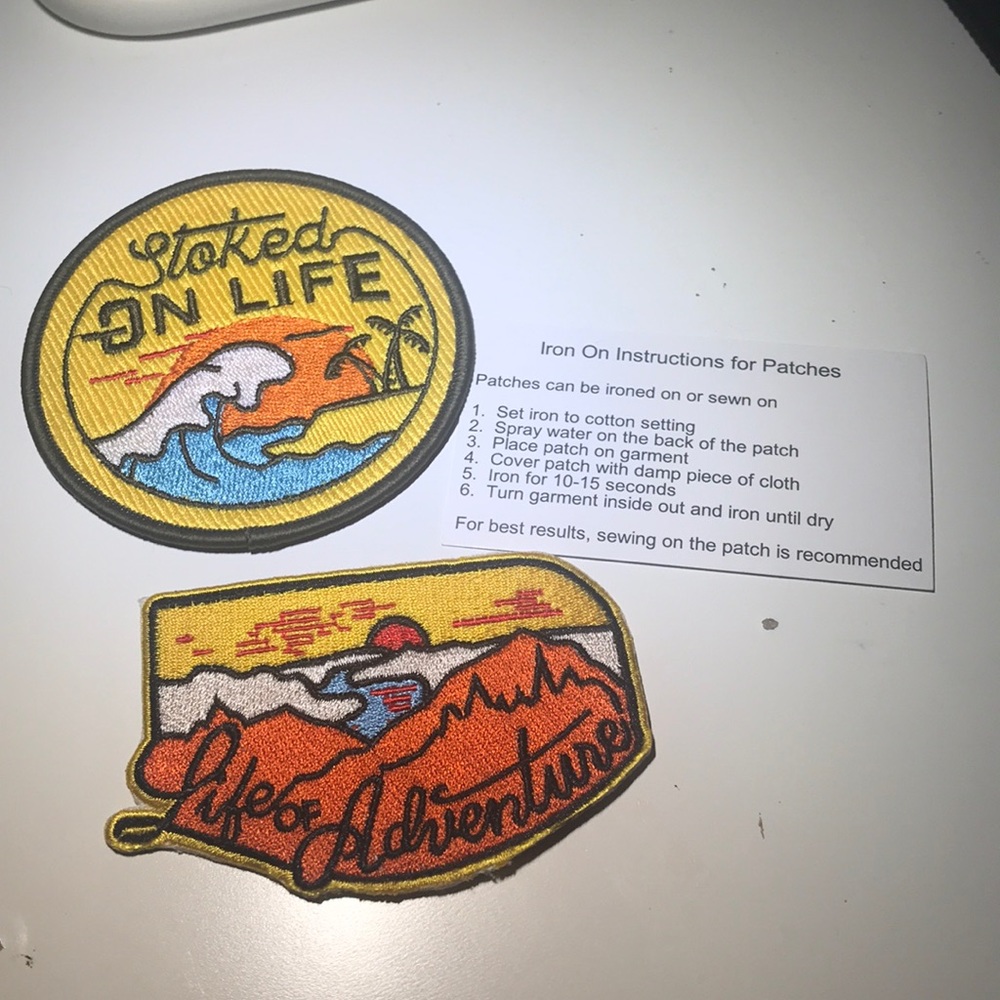 Stoked
ON LIFE
Iron On Instructions for Patches
Patches can be ironed on or sewn on
1. Set iron to cotton setting
2. Spray water on the back of the patch
3. Place patch on garment
4. Cover patch with damp piece of cloth
5. Iron for 10-15 seconds
6. Turn garment inside out and iron until dry
For best results, sewing on the patch is recommended
Life OF Adventure